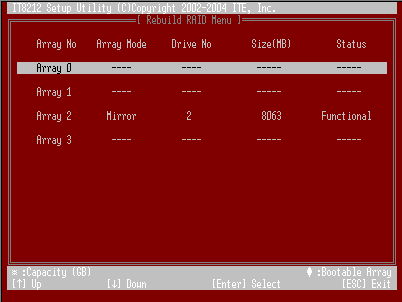 IT8212 Setup Utility (C)Copyright 2002-2004 ITE, Inc.
[ Rebuild RAID Menu ]
Array No Array Mode Drive No Size(MB) Status
Array 0 ---- ---- ----- -----
Array 1 ---- ---- ----- -----
Array 2 Mirror 2 8063 Functional
Array 3 ---- ---- ----- -----
¤ :Capacity (GB) ♦ :Bootable Array
[↑] Up [↓] Down [Enter] Select [ESC] Exit